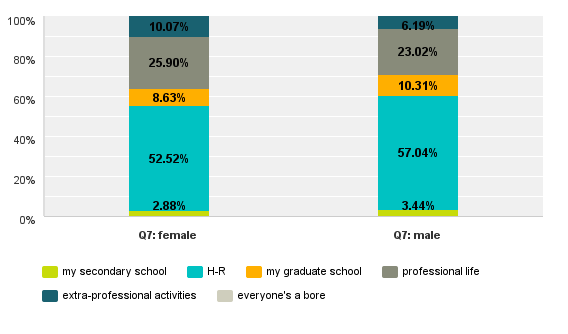 100%
80%
60%
40%
20%
0%
10.07%
25.90%
8.63%
52.52%
2.88%
6.19%
23.02%
10.31%
57.04%
3.44%
Q7: female
Q7: male
my secondary school
H-R
my graduate school
professional life
extra-professional activities
everyone's a bore